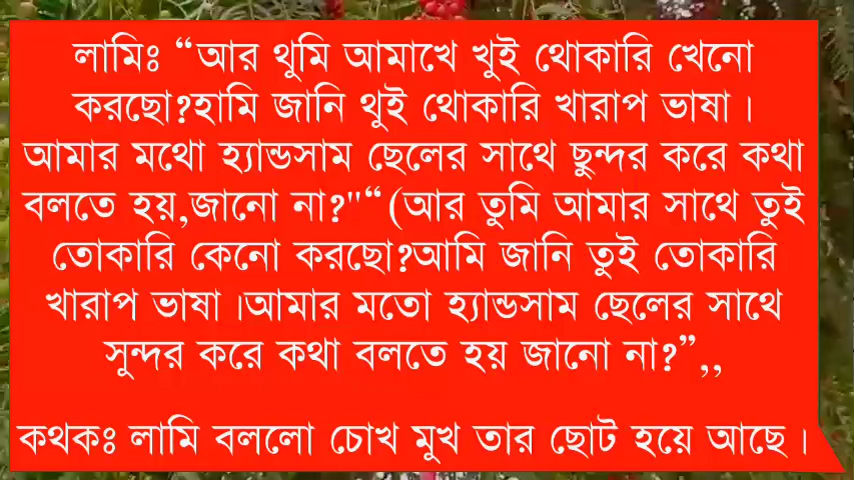 লামিঃ “আর থুমি আমাখে খুই থোকারি খেনো
করছো?হামি জানি থুই থোকারি খারাপ ভাষা।
আমার মথো হ্যান্ডসাম ছেলের সাথে ছুন্দর করে কথা
বলতে হয়,জানো না?"“(আর তুমি আমার সাথে তুই
তোকারি কেনো করছো?আমি জানি তুই তোকারি
খারাপ ভাষা।আমার মতো হ্যান্ডসাম ছেলের সাথে
সুন্দর করে কথা বলতে হয় জানো না?”,,
কথকঃ লামি বললো চোখ মুখ তার ছোট হয়ে আছে।